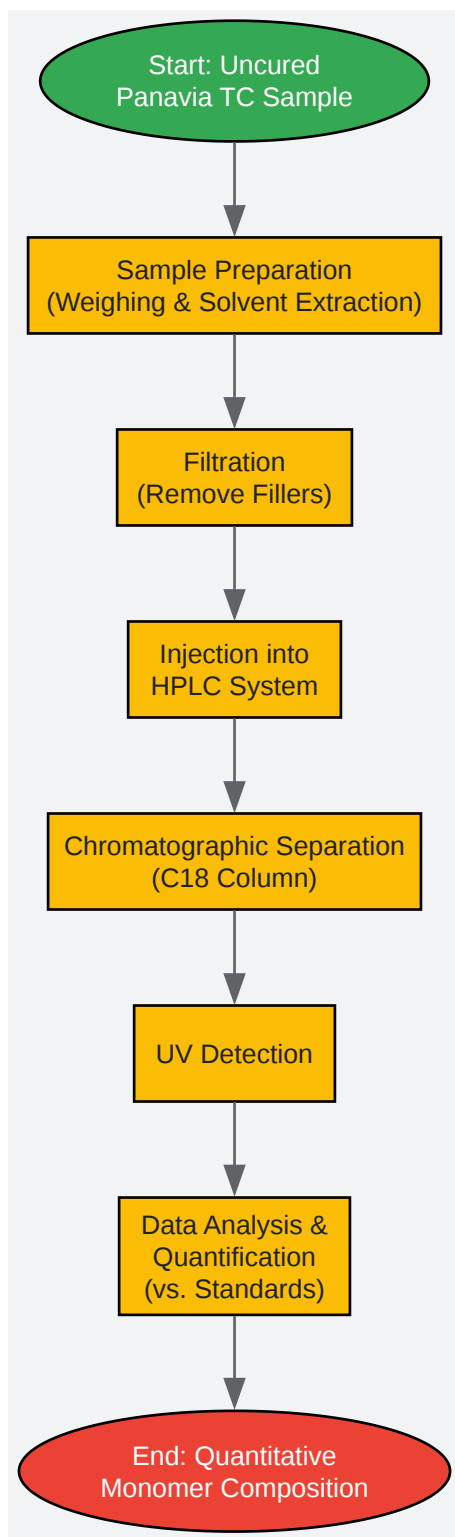 Start: Uncured
Panavia TC Sample
Sample Preparation
(Weighing & Solvent Extraction)
Filtration
(Remove Fillers)
Injection into
HPLC System
Chromatographic Separation
(C18 Column)
UV Detection
Data Analysis &
Quantification
(vs. Standards)
End: Quantitative
Monomer Composition